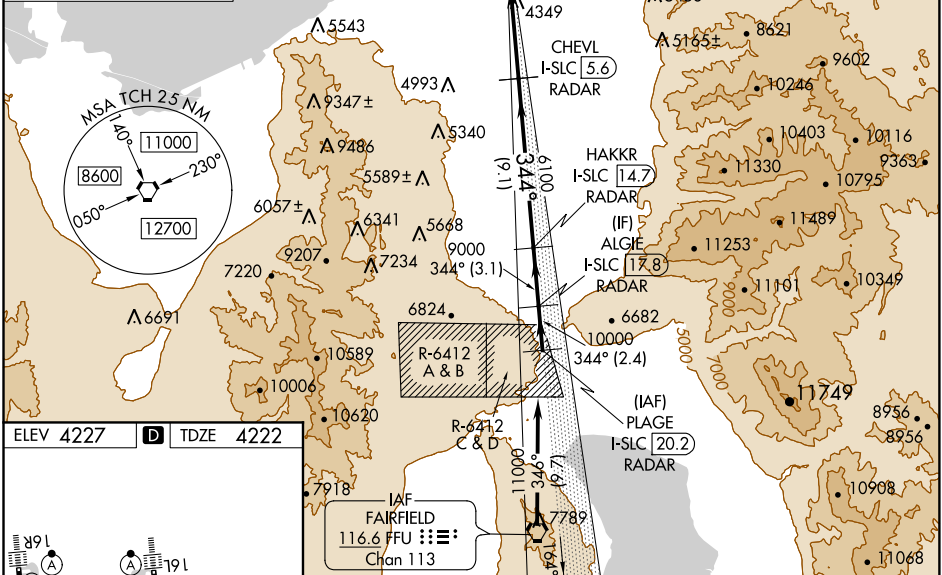 5543
4349
5165±
8621
CHEVL
I-SLC 5.6
RADAR
9602
4993
10246
MSA TCH 25 NM
9347±
140°
11000
230°
8600
050°
12700
5340
9486
344°
(9.1)
6100
10403
10116
HAKKR
I-SLC 14.7
RADAR
9363
11330
5589±
10795
6057±
6341
5668
9000
344° (3.1)
(IF)
ALGIE
I-SLC 17.8
RADAR
11489
11253
9207
7220
7234
11101
10349
9000
6691
6824
6682
10000
344° (2.4)
5000
R-6412
A & B
10589
7000
10006
11749
(IAF)
PLAGE
I-SLC 20.2
RADAR
10620
R-6412
C & D
8956
8956
ELEV 4227
D
TDZE 4222
11000
346°
(9.7)
7918
10908
IAF
FAIRFIELD
116.6 FFU
Chan 113
7789
164°
16R
A
A
16L
11068